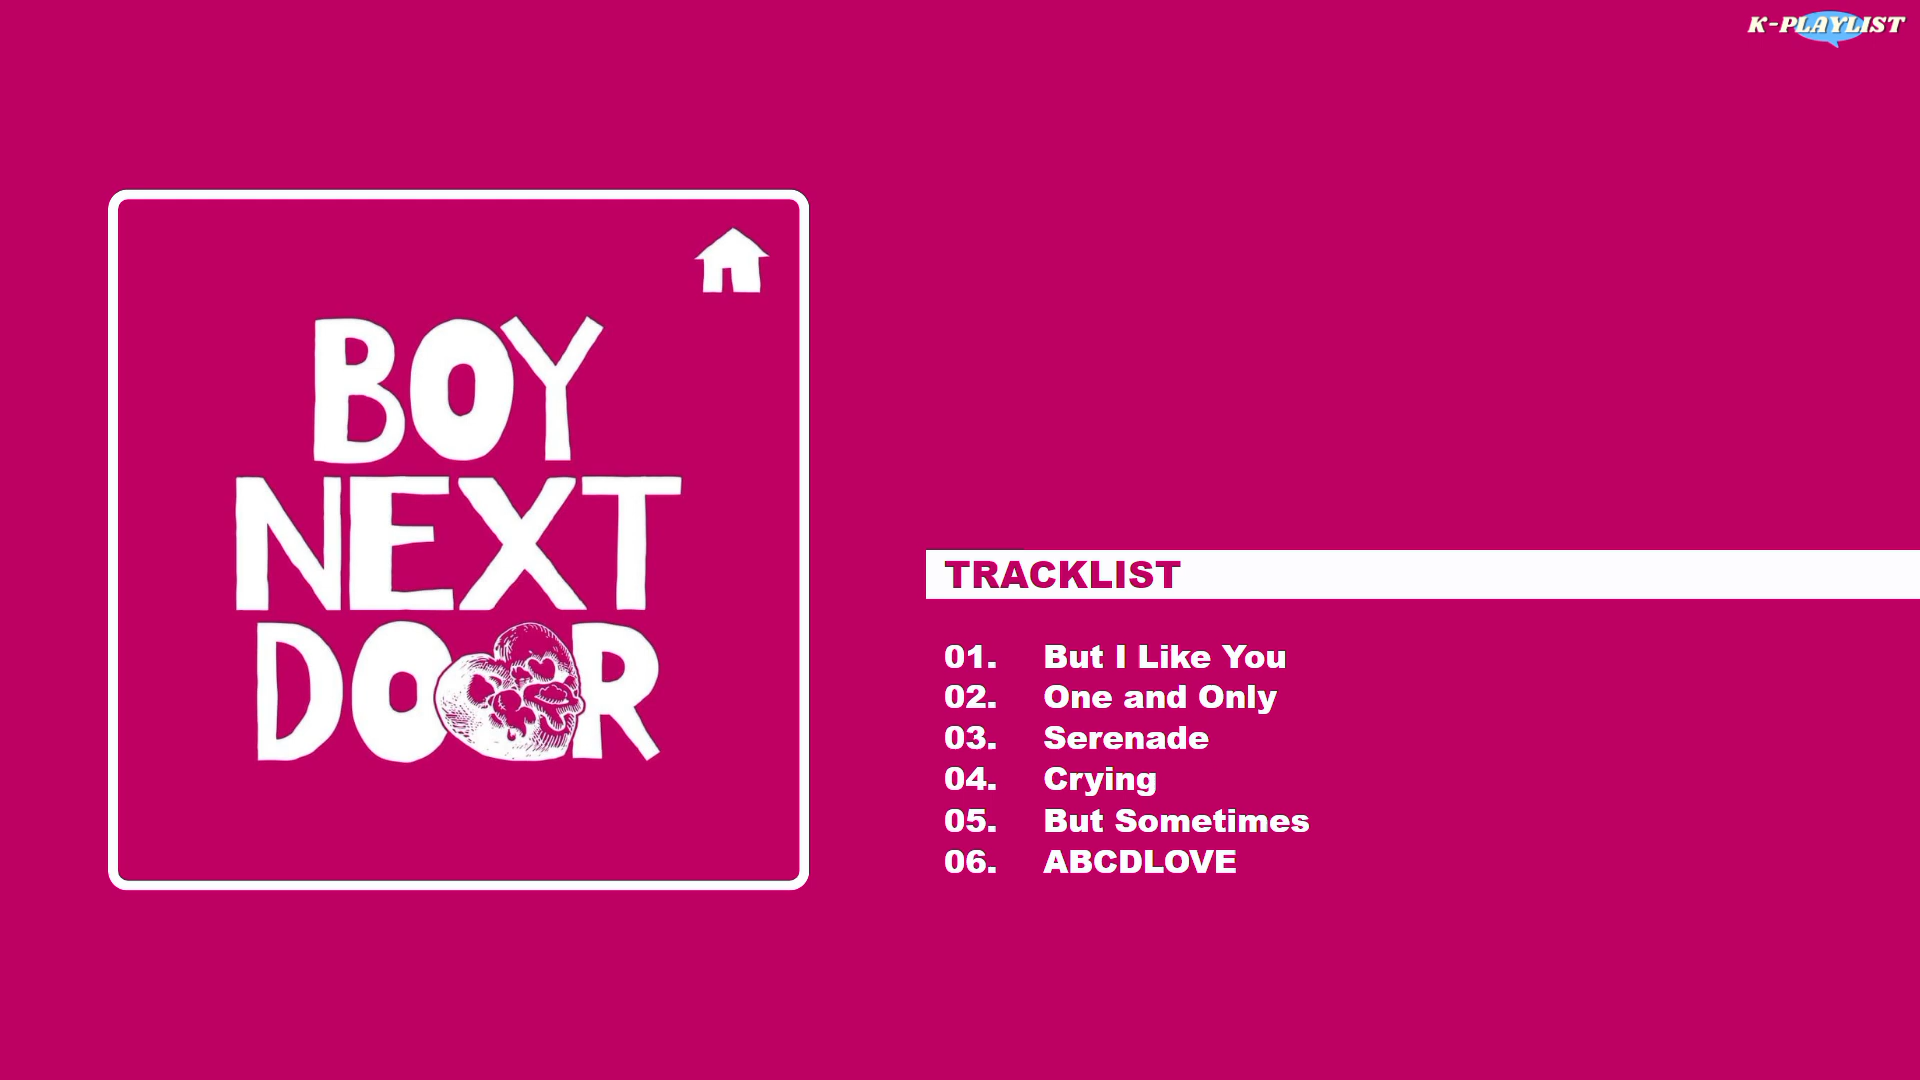 K-PLAYLIST
BOY
NEXT
DOOR
TRACKLIST
01. But I Like You
02. One and Only
03. Serenade
04. Crying
05. But Sometimes
06. ABCDLOVE